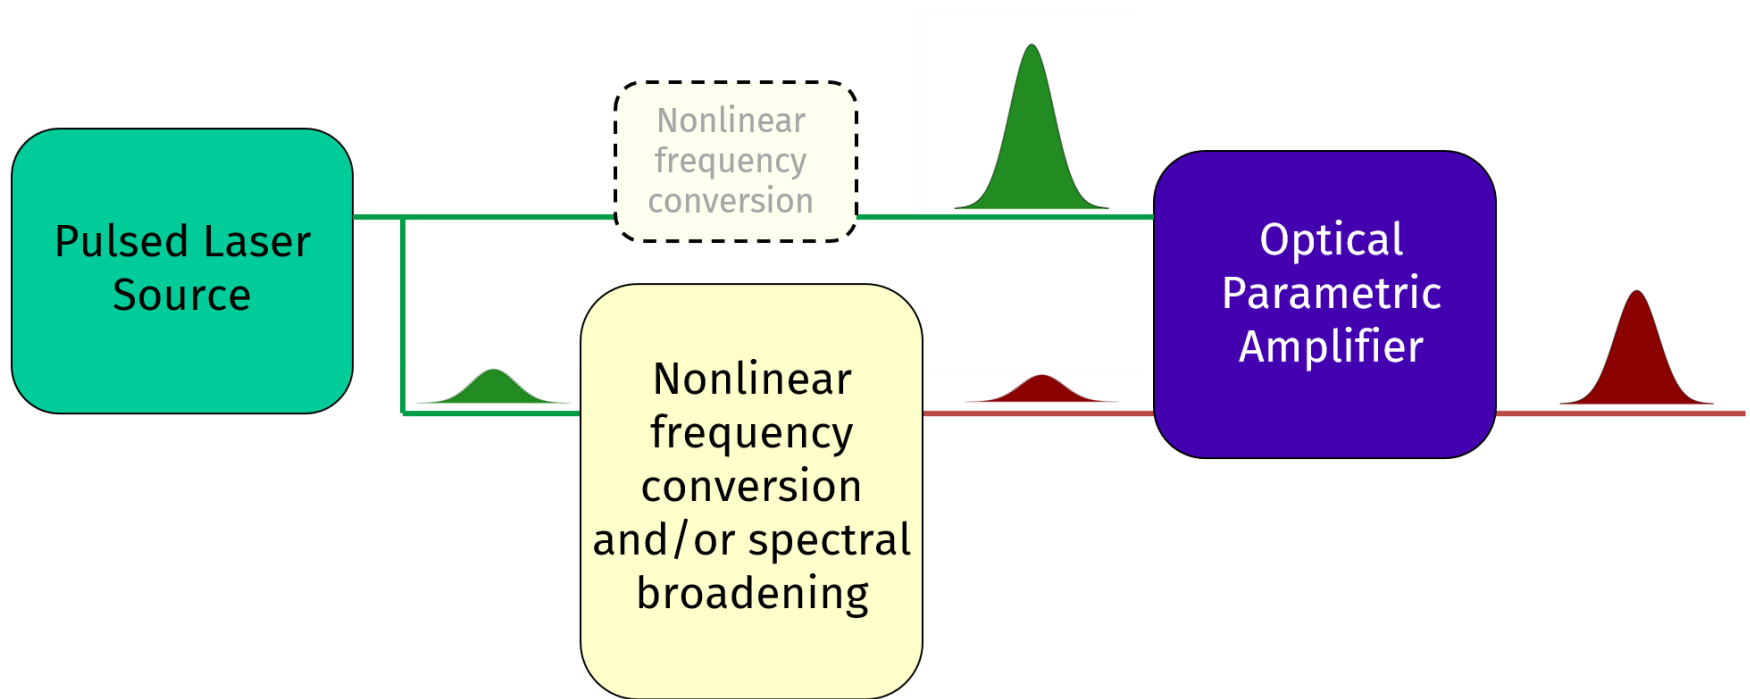 Pulsed Laser
Source
Nonlinear
frequency
conversion
Nonlinear
frequency
conversion
and/or spectral
broadening
Optical
Parametric
Amplifier